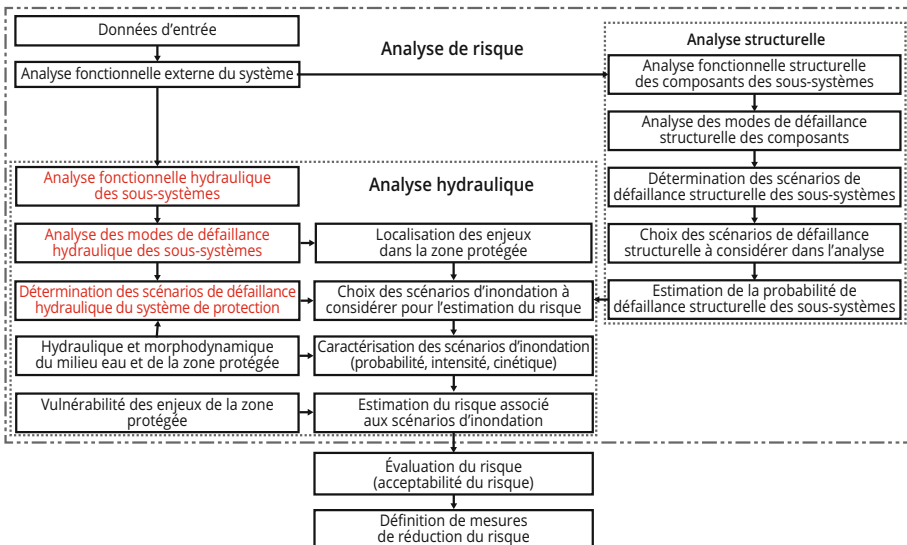 Données d'entrée
Analyse fonctionnelle externe du système
Analyse de risque
Analyse structurelle
Analyse fonctionnelle structurelle
des composants des sous-systèmes
Analyse des modes de défaillance
structurelle des composants
Détermination des scénarios de
défaillance structurelle des sous-systèmes
Choix des scénarios de défaillance
structurelle à considérer dans l'analyse
Estimation de la probabilité de
défaillance structurelle des sous-systèmes
Analyse hydraulique
Analyse fonctionnelle hydraulique
des sous-systèmes
Analyse des modes de défaillance
hydraulique des sous-systèmes
Localisation des enjeux
dans la zone protégée
Détermination des scénarios de défaillance
hydraulique du système de protection
Choix des scénarios d'inondation à
considérer pour l'estimation du risque
Hydraulique et morphodynamique
du milieu eau et de la zone protégée
Caractérisation des scénarios d'inondation
(probabilité, intensité, cinétique)
Vulnérabilité des enjeux de la zone
protégée
Estimation du risque associé
aux scénarios d'inondation
Évaluation du risque
(acceptabilité du risque)
Définition de mesures
de réduction du risque